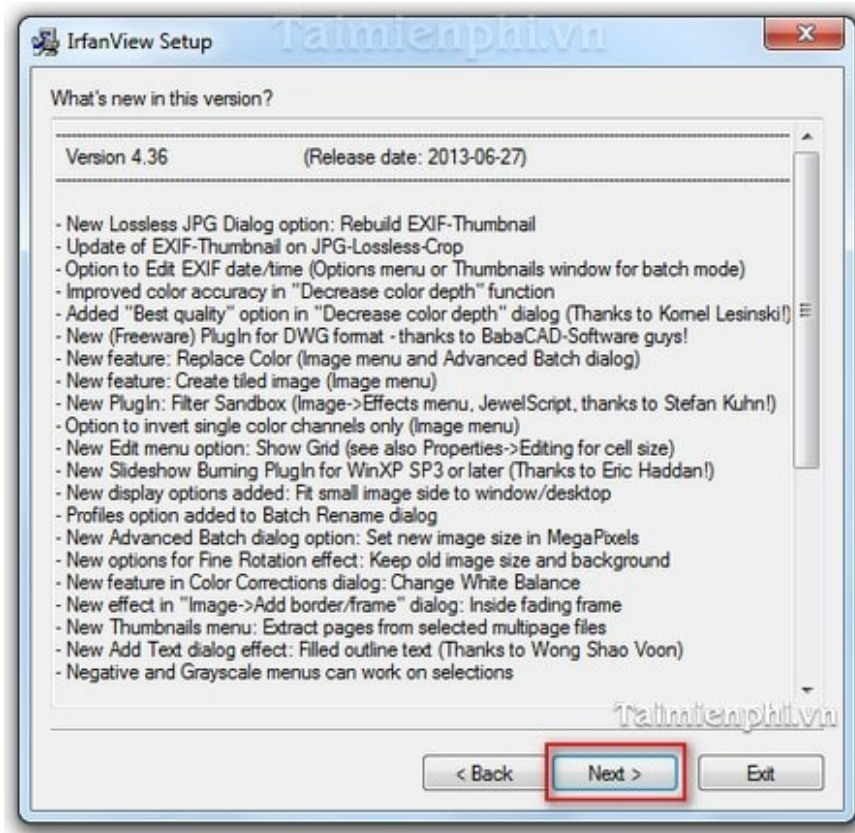 Taimienphi.vn
IrfanView Setup
What's new in this version?
Version 4.36 (Release date: 2013-06-27)
- New Lossless JPG Dialog option: Rebuild EXIF-Thumbnail
- Update of EXIF-Thumbnail on JPG-Lossless-Crop
- Option to Edit EXIF date/time (Options menu or Thumbnails window for batch mode)
- Improved color accuracy in "Decrease color depth" function
- Added "Best quality" option in "Decrease color depth" dialog (Thanks to Kornel Lesinski!)
- New (Freeware) PlugIn for DWG format - thanks to BabaCAD-Software guys!
- New feature: Replace Color (Image menu and Advanced Batch dialog)
- New feature: Create tiled image (Image menu)
- New PlugIn: Filter Sandbox (Image->Effects menu, JewelScript, thanks to Stefan Kuhn!)
- Option to invert single color channels only (Image menu)
- New Edit menu option: Show Grid (see also Properties->Editing for cell size)
- New Slideshow Burning PlugIn for WinXP SP3 or later (Thanks to Eric Haddan!)
- New display options added: Fit small image side to window/desktop
- Profiles option added to Batch Rename dialog
- New Advanced Batch dialog option: Set new image size in MegaPixels
- New options for Fine Rotation effect: Keep old image size and background
- New feature in Color Corrections dialog: Change White Balance
- New effect in "Image->Add border/frame" dialog: Inside fading frame
- New Thumbnails menu: Extract pages from selected multipage files
- New Add Text dialog effect: Filled outline text (Thanks to Wong Shao Voon)
- Negative and Grayscale menus can work on selections
Taimienphi.vn
< Back Next > Exit